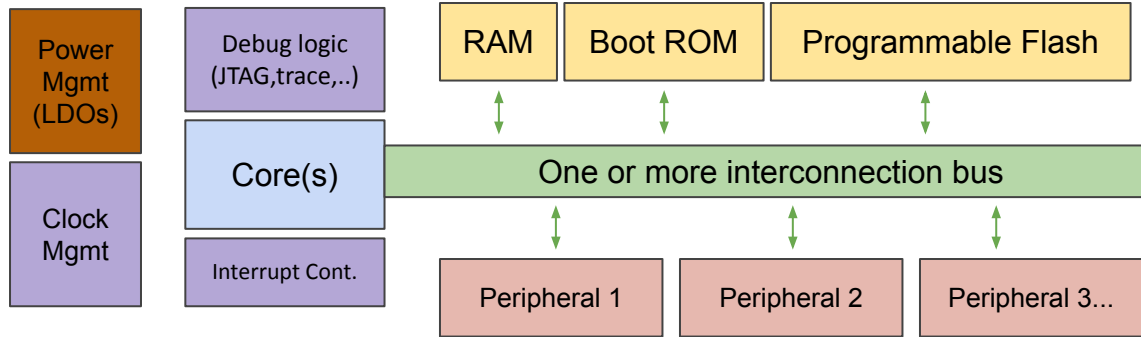 Power
Mgmt
(LDOs)
Debug logic
(JTAG,trace,..)
RAM
Boot ROM
Programmable Flash
Core(s)
One or more interconnection bus
Clock
Mgmt
Interrupt Cont.
Peripheral 1
Peripheral 2
Peripheral 3...